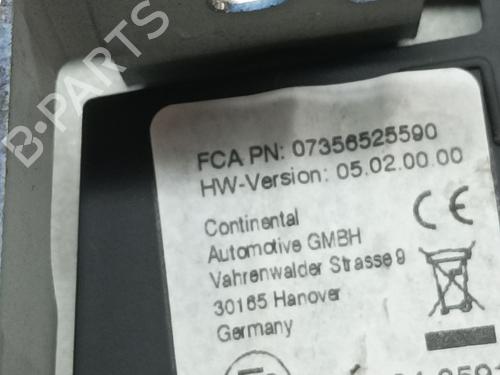 FCA PN: 07356525590
HW-Version: 05.02.00.00
Continental
Automotive GMBH
Vahrenwalder Strasse 9
30165 Hanover
Germany
CE
B-PARTS